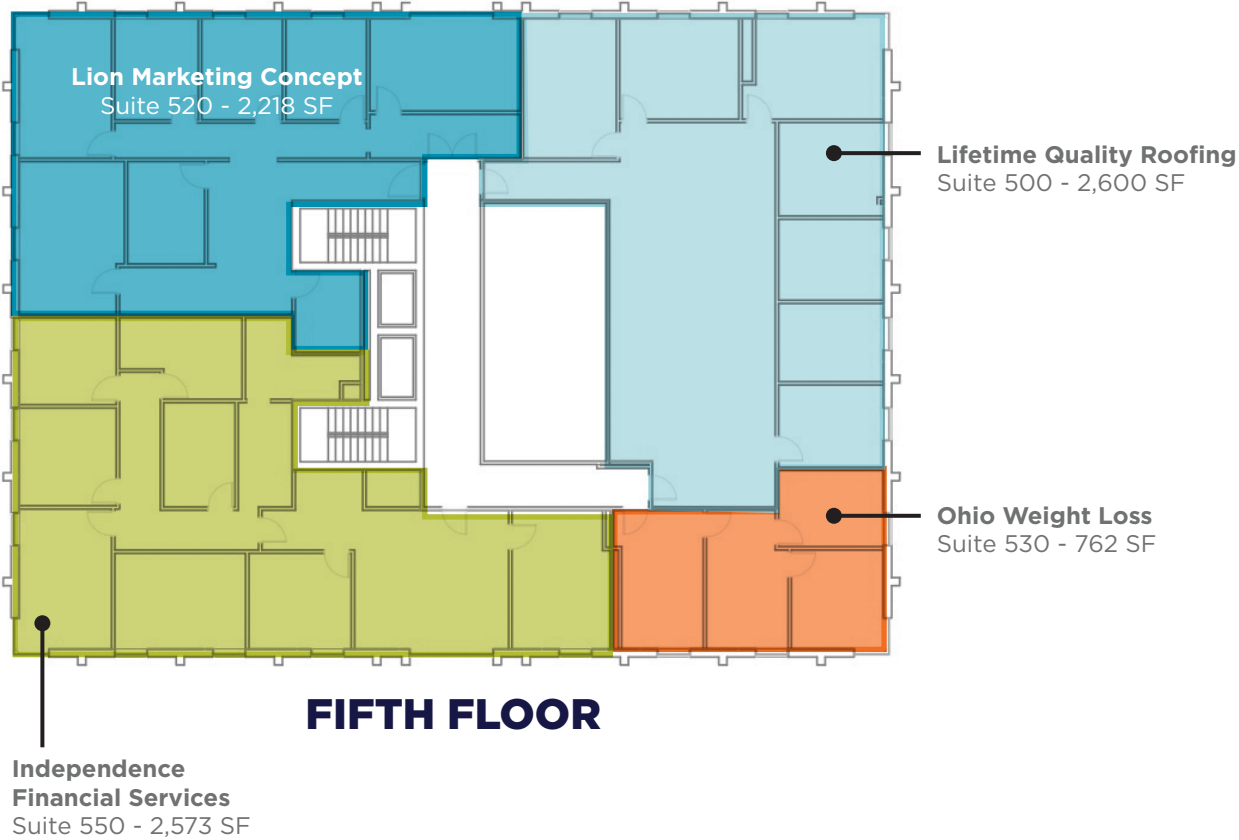 Lion Marketing Concept
Suite 520 - 2,218 SF
Lifetime Quality Roofing
Suite 500 - 2,600 SF
Ohio Weight Loss
Suite 530 - 762 SF
FIFTH FLOOR
Independence
Financial Services
Suite 550 - 2,573 SF